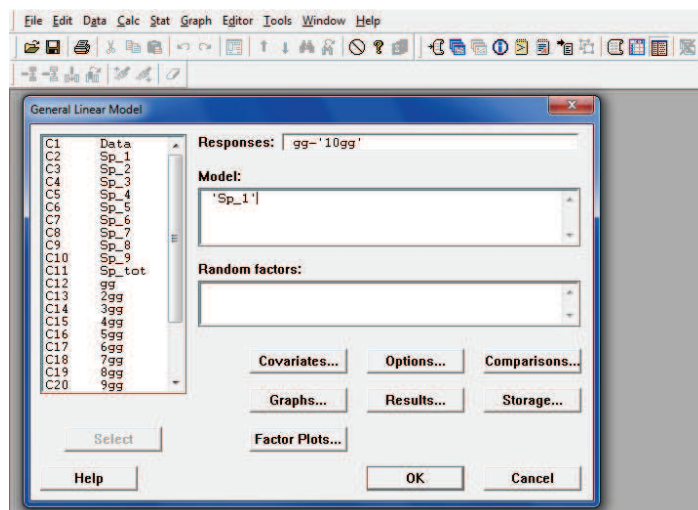 File Edit Data Calc Stat Graph Editor Tools Window Help
General Linear Model
C1 Data
C2 Sp_1
C3 Sp_2
C4 Sp_3
C5 Sp_4
C6 Sp_5
C7 Sp_6
C8 Sp_7
C9 Sp_8
C10 Sp_9
C11 Sp_tot
C12 gg
C13 2gg
C14 3gg
C15 4gg
C16 5gg
C17 6gg
C18 7gg
C19 8gg
C20 9gg
Responses: gg-'10gg'
Model:
'Sp_1'
Random factors:
Covariates... Options... Comparisons...
Graphs... Results... Storage...
Select Factor Plots...
Help OK Cancel